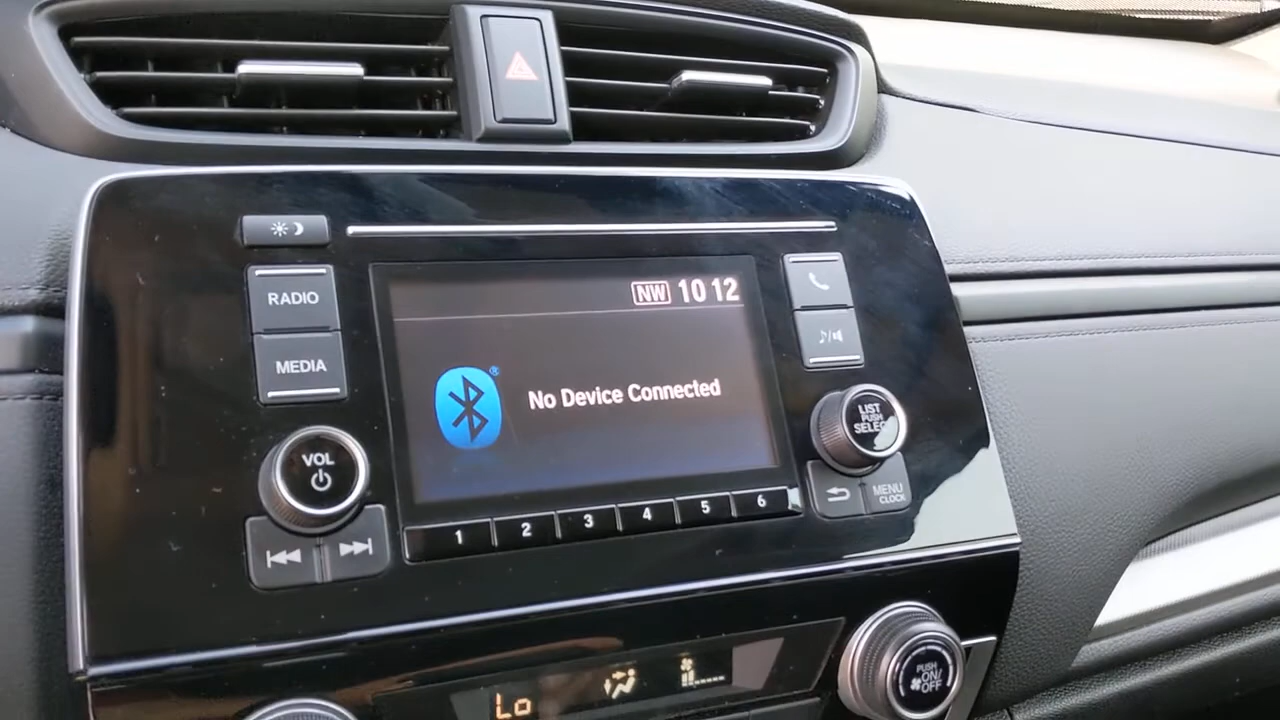 RADIO
MEDIA
VOL
NW 10 12
No Device Connected
®
1 2 3 4 5 6
♪/
LIST
PUSH
SELEC
MENU
CLOCK
Lo
PUSH
ON/
OFF